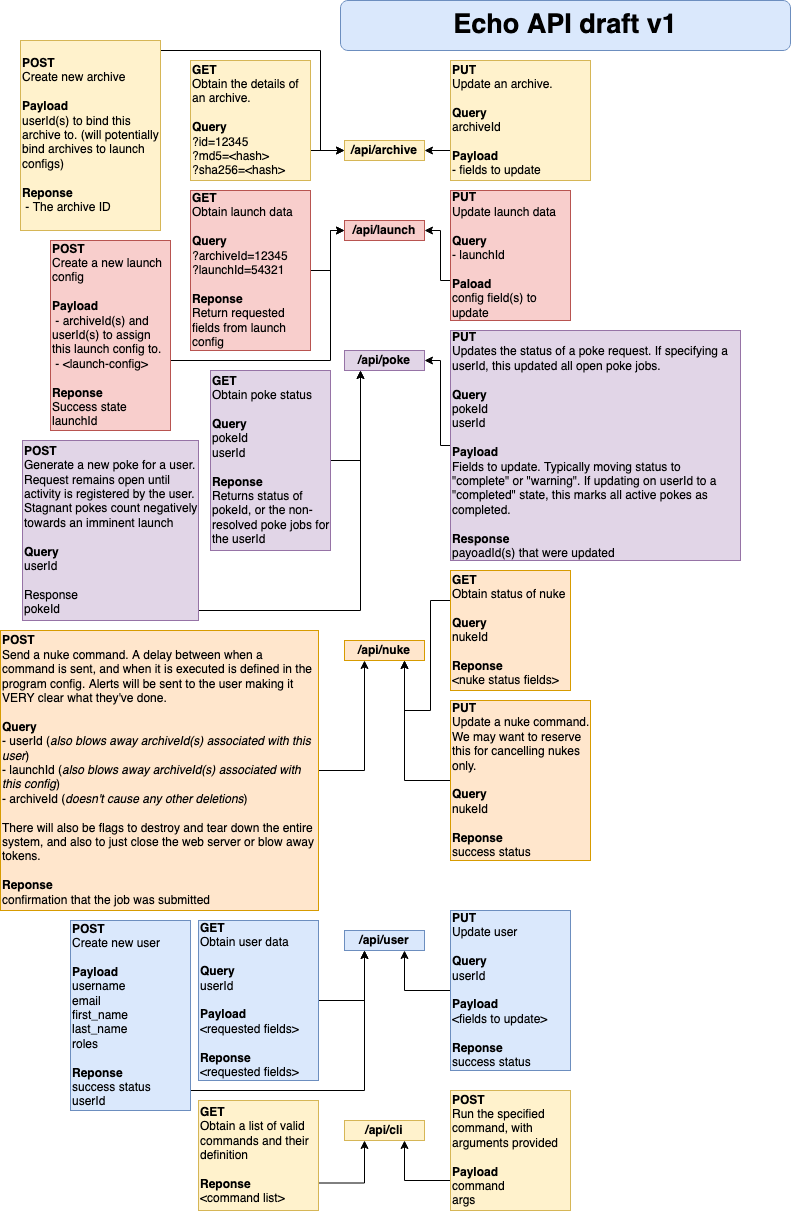 Echo API draft v1
POST
Create new archive
Payload
userId(s) to bind this
archive to. (will potentially
bind archives to launch
configs)
Reponse
- The archive ID
GET
Obtain the details of
an archive.
Query
?id=12345
?md5=<hash>
?sha256=<hash>
/api/archive
PUT
Update an archive.
Query
archiveId
Payload
- fields to update
POST
Create a new launch
config
Payload
- archiveId(s) and
userId(s) to assign
this launch config to.
- <launch-config>
Reponse
Success state
launchId
GET
Obtain launch data
Query
?archiveId=12345
?launchId=54321
Reponse
Return requested
fields from launch
config
/api/launch
PUT
Update launch data
Query
- launchId
Paload
config field(s) to
update
POST
Generate a new poke for a user.
Request remains open until
activity is registered by the user.
Stagnant pokes count negatively
towards an imminent launch
Query
userId
Response
pokeId
GET
Obtain poke status
Query
pokeId
userId
Reponse
Returns status of
pokeId, or the non-
resolved poke jobs for
the userId
/api/poke
PUT
Updates the status of a poke request. If specifying a
userId, this updated all open poke jobs.
Query
pokeId
userId
Payload
Fields to update. Typically moving status to
"complete" or "warning". If updating on userId to a
"completed" state, this marks all active pokes as
completed.
Response
payoadId(s) that were updated
POST
Send a nuke command. A delay between when a
command is sent, and when it is executed is defined in the
program config. Alerts will be sent to the user making it
VERY clear what they've done.
Query
- userId (also blows away archiveId(s) associated with this
user)
- launchId (also blows away archiveId(s) associated with
this config)
- archiveId (doesn't cause any other deletions)
There will also be flags to destroy and tear down the entire
system, and also to just close the web server or blow away
tokens.
Reponse
confirmation that the job was submitted
/api/nuke
GET
Obtain status of nuke
Query
nukeId
Reponse
<nuke status fields>
PUT
Update a nuke command.
We may want to reserve
this for cancelling nukes
only.
Query
nukeId
Reponse
success status
POST
Create new user
Payload
username
email
first_name
last_name
roles
Reponse
success status
userId
GET
Obtain user data
Query
userId
Payload
<requested fields>
Reponse
<requested fields>
/api/user
PUT
Update user
Query
userId
Payload
<fields to update>
Reponse
success status
GET
Obtain a list of valid
commands and their
definition
Reponse
<command list>
/api/cli
POST
Run the specified
command, with
arguments provided
Payload
command
args